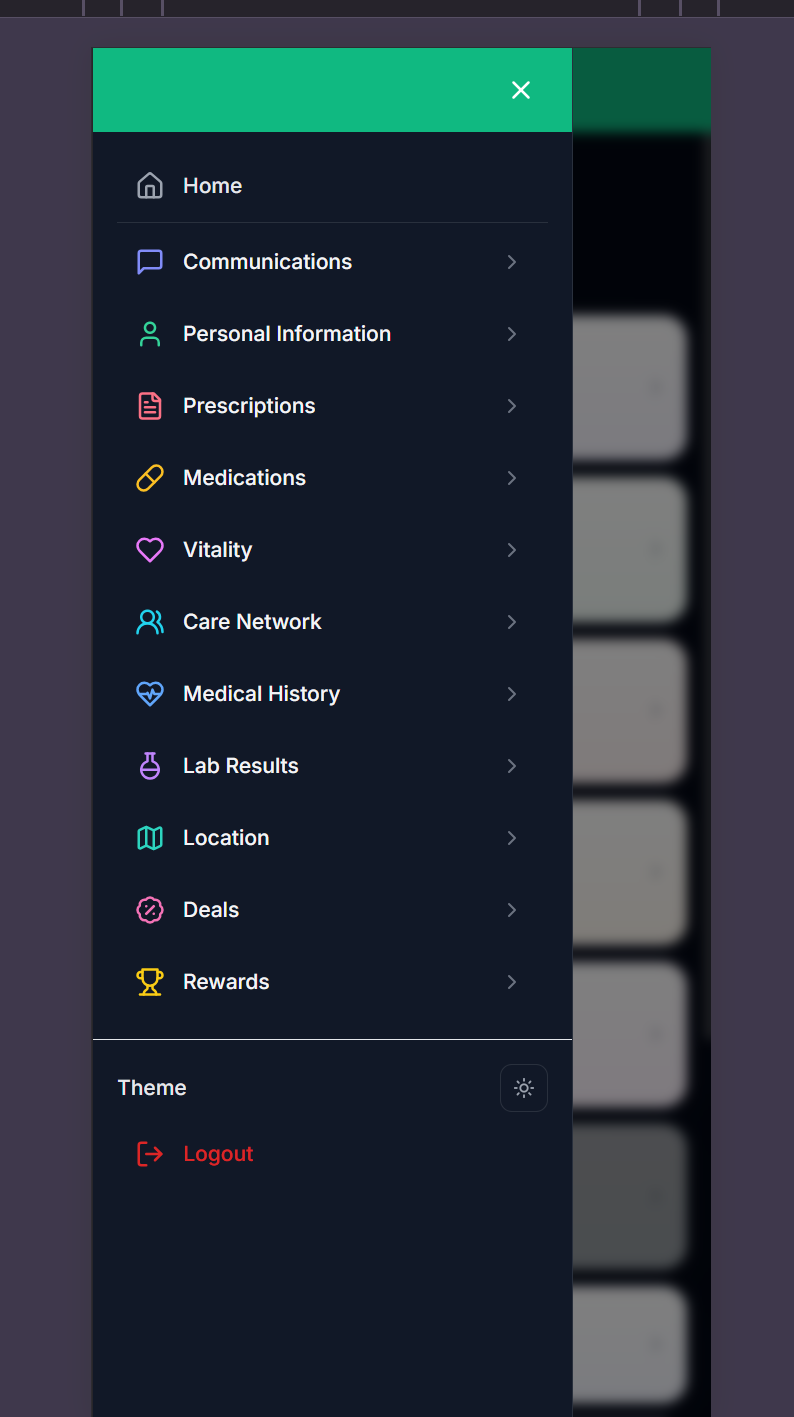 Home
Communications
Personal Information
Prescriptions
Medications
Vitality
Care Network
Medical History
Lab Results
Location
Deals
Rewards
Theme
Logout